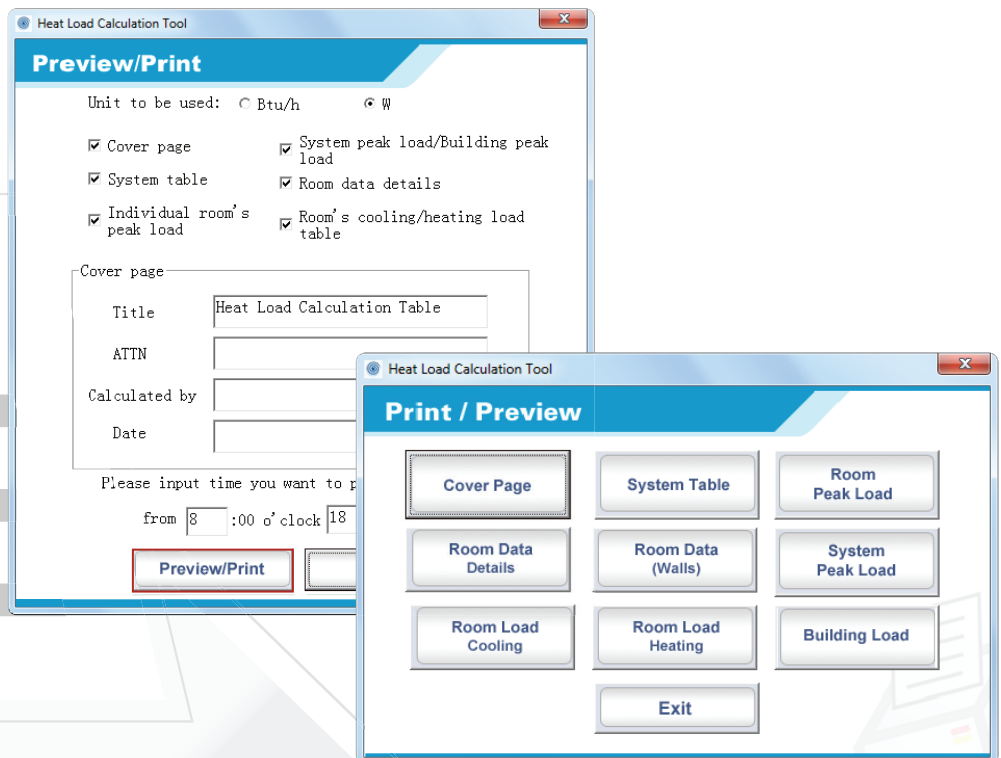 Heat Load Calculation Tool
Preview/Print
Unit to be used: Btu/h W
Cover page
System peak load/Building peak
load
System table
Room data details
Individual room's
peak load
Room's cooling/heating load
table
Cover page
Title Heat Load Calculation Table
ATTN
Calculated by
Date
Please input time you want to
from 8 :00 o'clock 18
Preview/Print
Heat Load Calculation Tool
Print / Preview
Cover Page
System Table
Room
Peak Load
Room Data
Details
Room Data
(Walls)
System
Peak Load
Room Load
Cooling
Room Load
Heating
Building Load
Exit